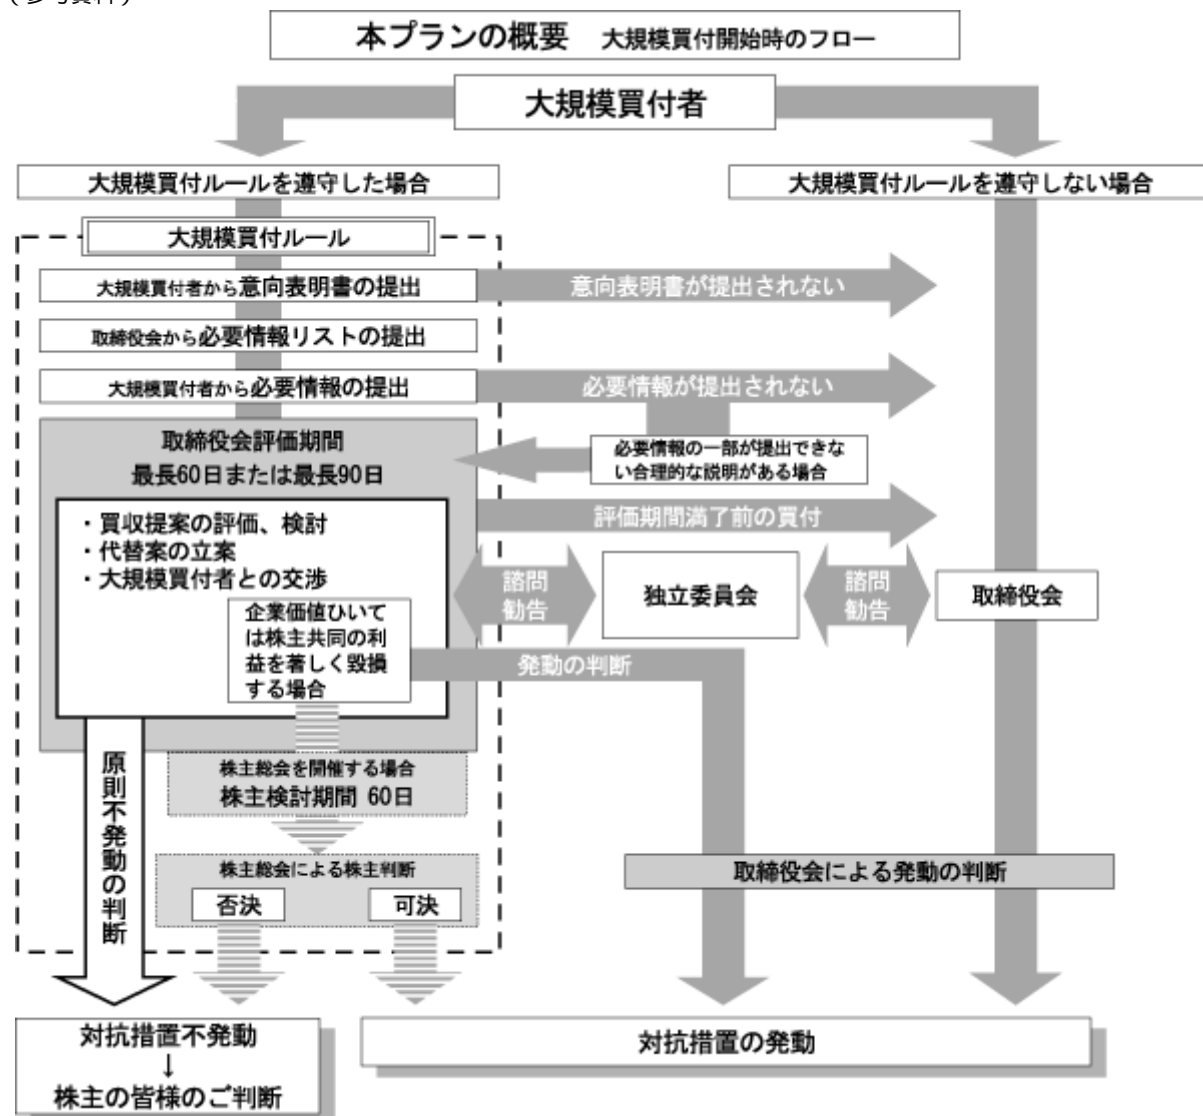 （参考資料）
本プランの概要 大規模買付開始時のフロー
大規模買付者
大規模買付ルールを遵守した場合
大規模買付ルールを遵守しない場合
大規模買付ルール
大規模買付者から意向表明書の提出
意向表明書が提出されない
取締役会から必要情報リストの提出
大規模買付者から必要情報の提出
必要情報が提出されない
取締役会評価期間
最長60日または最長90日
必要情報の一部が提出できな
い合理的な説明がある場合
・買収提案の評価、検討
・代替案の立案
・大規模買付者との交渉
評価期間満了前の買付
諮問
勧告
独立委員会
諮問
勧告
取締役会
企業価値ひいて
は株主共同の利
益を著しく毀損
する場合
発動の判断
原則不発動の判断
株主総会を開催する場合
株主検討期間 60日
株主総会による株主判断
否決
可決
取締役会による発動の判断
対抗措置不発動
↓
株主の皆様のご判断
対抗措置の発動